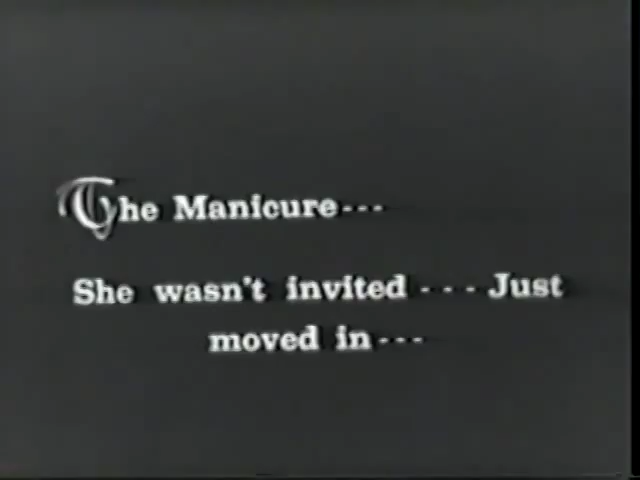 The Manicure---
She wasn't invited --- Just
moved in---